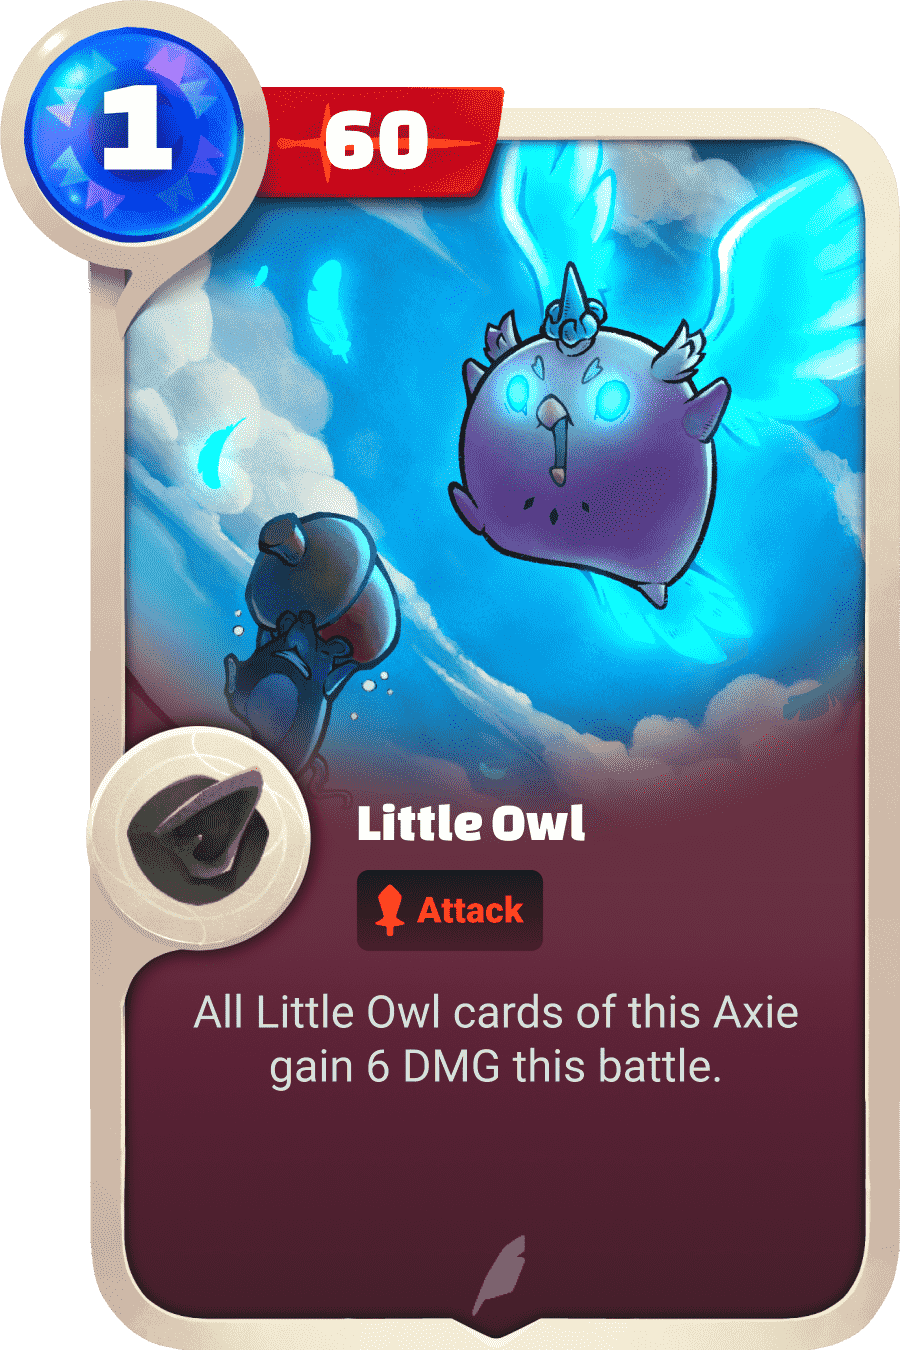 1
60
Little Owl
Attack
All Little Owl cards of this Axie
gain 6 DMG this battle.